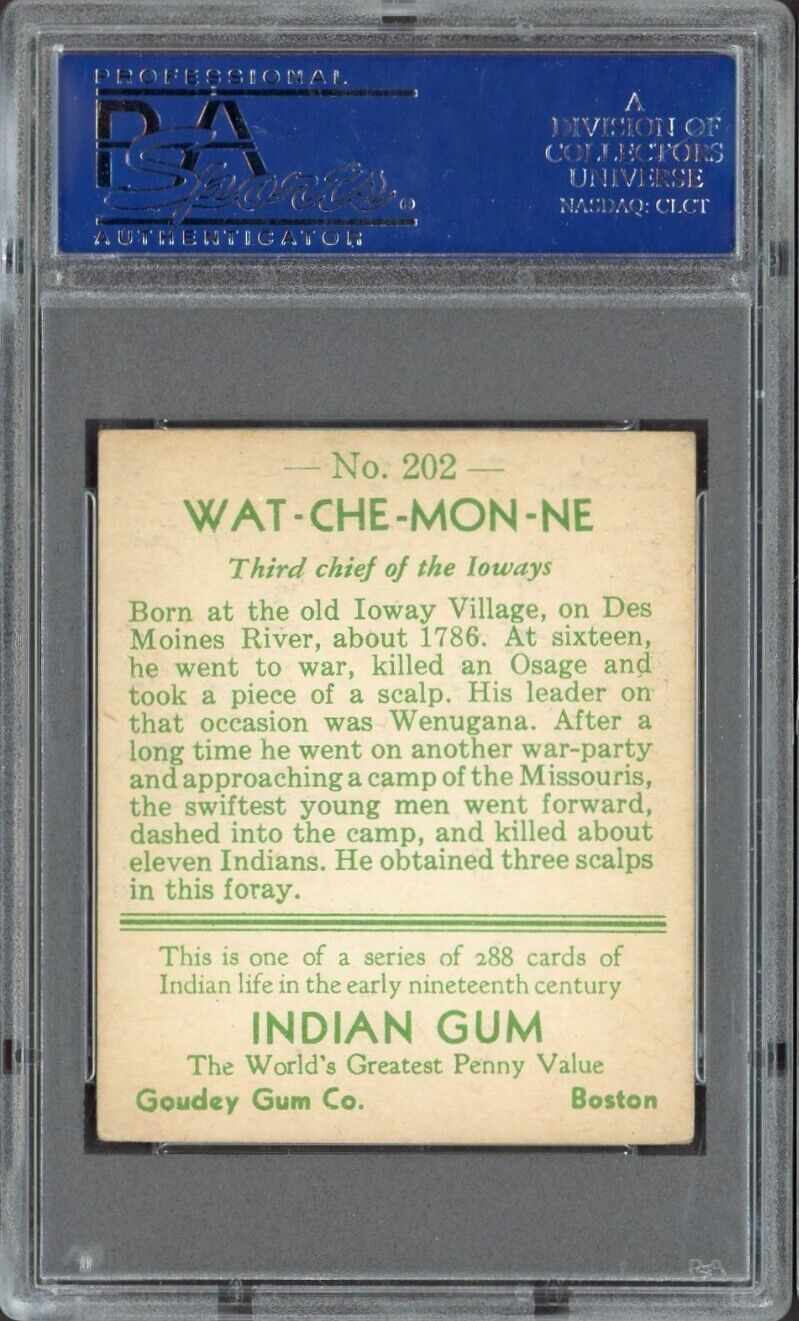 PROFESSIONAL
PSA
Sports ®
AUTHENTICATOR
A
DIVISION OF
COLLECTORS
UNIVERSE
NASDAQ: CLCT
— No. 202 —
WAT-CHE-MON-NE
Third chief of the Ioways
Born at the old Ioway Village, on Des
Moines River, about 1786. At sixteen,
he went to war, killed an Osage and
took a piece of a scalp. His leader on
that occasion was Wenugana. After a
long time he went on another war-party
and approaching a camp of the Missouris,
the swiftest young men went forward,
dashed into the camp, and killed about
eleven Indians. He obtained three scalps
in this foray.
This is one of a series of 288 cards of
Indian life in the early nineteenth century
INDIAN GUM
The World's Greatest Penny Value
Goudey Gum Co. Boston
PSA